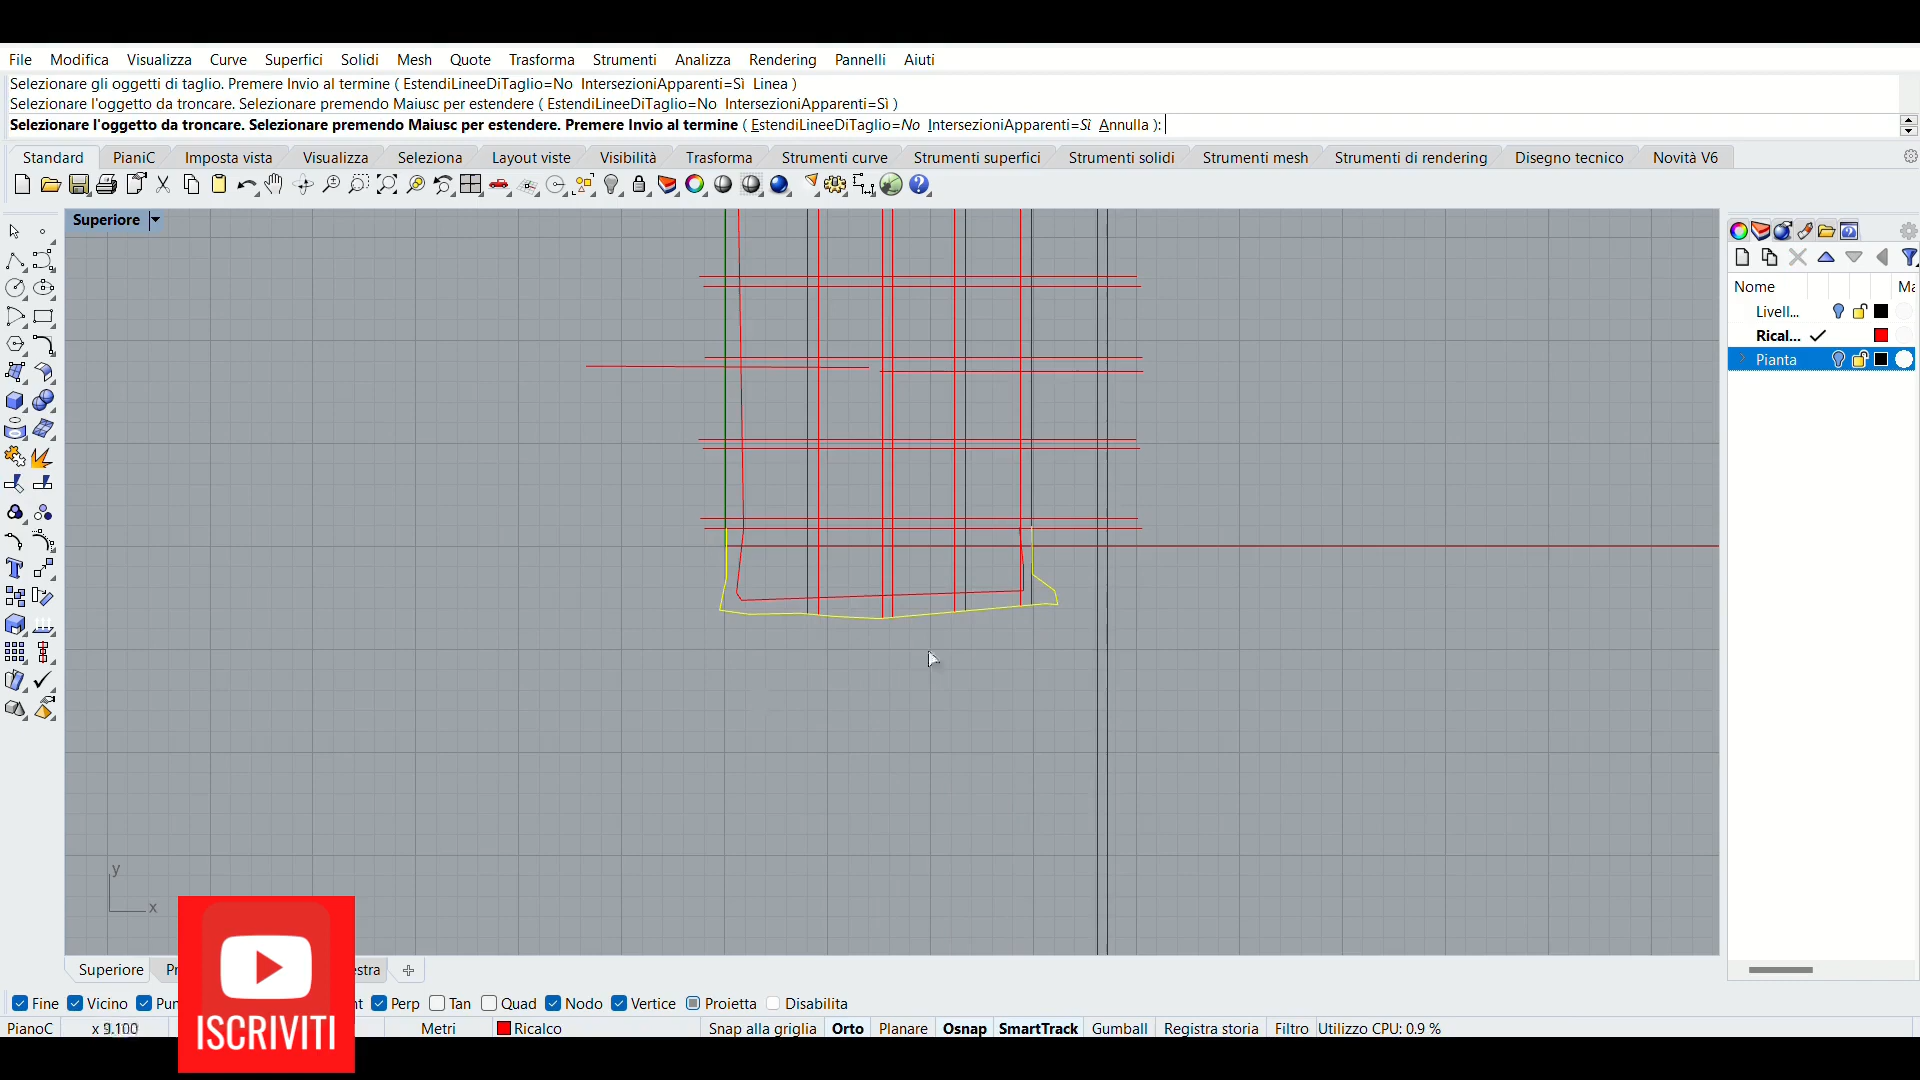 File Modifica Visualizza Curve Superfici Solidi Mesh Quote Trasforma Strumenti Analizza Rendering Pannelli Aiuti
Selezionare gli oggetti di taglio. Premere Invio al termine ( EstendiLineeDiTaglio=No IntersezioniApparenti=Sì Linea )
Selezionare l'oggetto da troncare. Selezionare premendo Maiusc per estendere ( EstendiLineeDiTaglio=No IntersezioniApparenti=Sì )
Selezionare l'oggetto da troncare. Selezionare premendo Maiusc per estendere. Premere Invio al termine ( EstendiLineeDiTaglio=No IntersezioniApparenti=Sì Annulla ):
Standard PianiC Imposta vista Visualizza Seleziona Layout viste Visibilità Trasforma Strumenti curve Strumenti superfici Strumenti solidi Strumenti mesh Strumenti di rendering Disegno tecnico Novità V6
Superiore
Nome Ma
Livell...
Rical...
Pianta
y
x
Superiore Pr estra
Fine Vicino Pun nt Perp Tan Quad Nodo Vertice Proietta Disabilita
PianoC x 9.100 Metri Ricalco Snap alla griglia Orto Planare Osnap SmartTrack Gumball Registra storia Filtro Utilizzo CPU: 0.9 %
ISCRIVITI